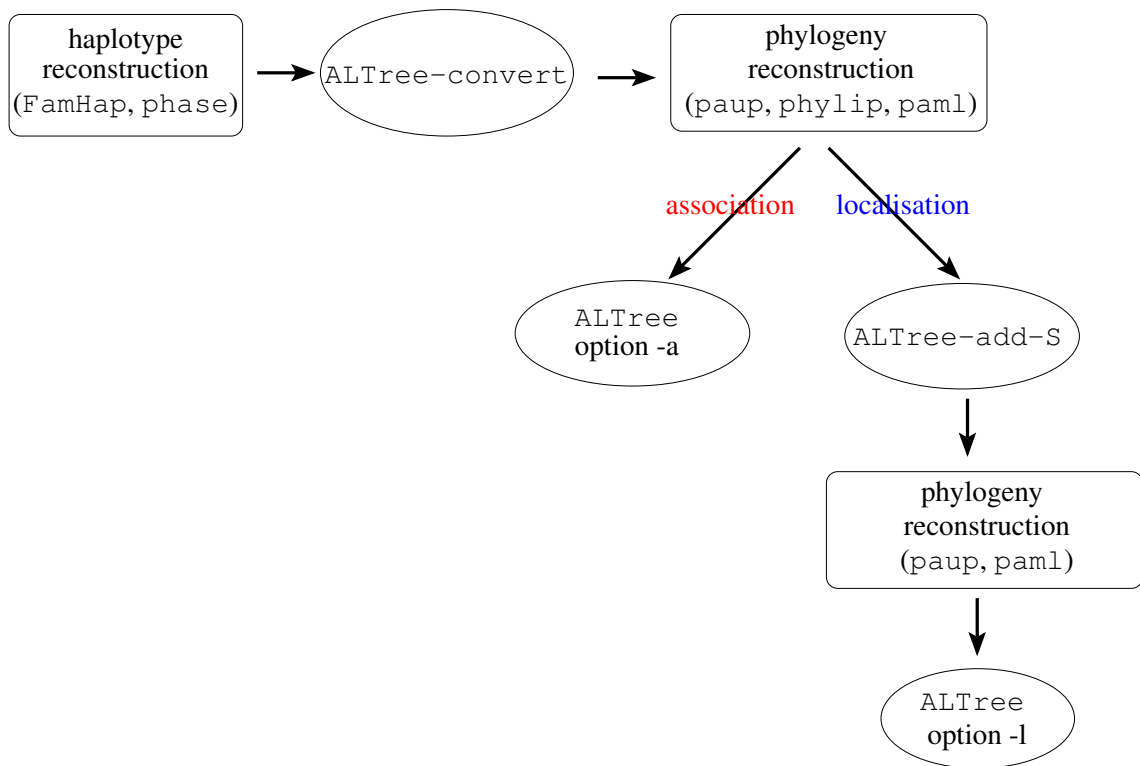 haplotype
reconstruction
(FamHap, phase)
ALTree-convert
phylogeny
reconstruction
(paup, phylip, paml)
association
localisation
ALTree
option -a
ALTree-add-S
phylogeny
reconstruction
(paup, paml)
ALTree
option -l